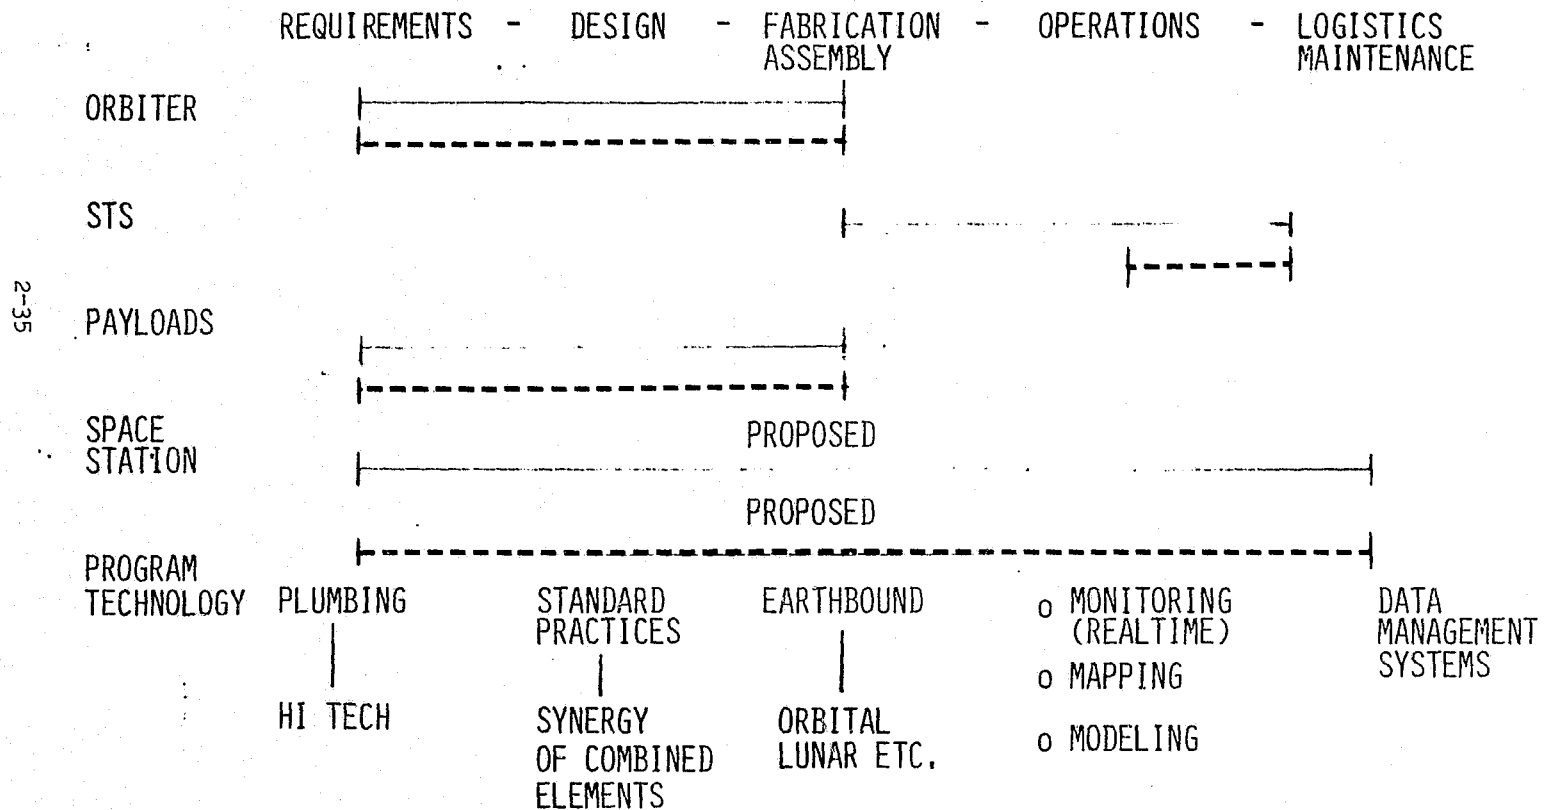 REQUIREMENTS - DESIGN - FABRICATION - OPERATIONS - LOGISTICS
ASSEMBLY MAINTENANCE
ORBITER
STS
2-35
PAYLOADS
SPACE
STATION
PROPOSED
PROPOSED
PROGRAM
TECHNOLOGY
PLUMBING
HI TECH
STANDARD
PRACTICES
SYNERGY
OF COMBINED
ELEMENTS
EARTHBOUND
ORBITAL
LUNAR ETC.
o MONITORING
(REALTIME)
o MAPPING
o MODELING
DATA
MANAGEMENT
SYSTEMS